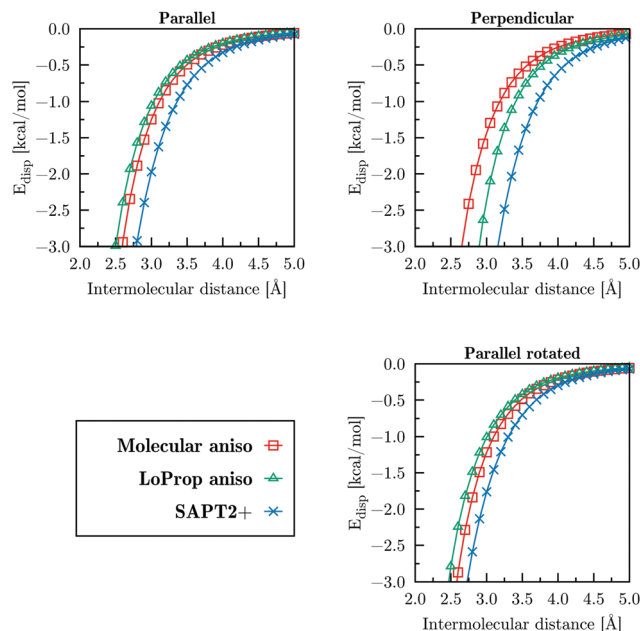 Parallel
0.0
−0.5
−1.0
−1.5
−2.0
−2.5
−3.0
E_disp [kcal/mol]
2.0 2.5 3.0 3.5 4.0 4.5 5.0
Intermolecular distance [Å]
Perpendicular
0.0
−0.5
−1.0
−1.5
−2.0
−2.5
−3.0
E_disp [kcal/mol]
2.0 2.5 3.0 3.5 4.0 4.5 5.0
Intermolecular distance [Å]
Molecular aniso
LoProp aniso
SAPT2+
Parallel rotated
0.0
−0.5
−1.0
−1.5
−2.0
−2.5
−3.0
E_disp [kcal/mol]
2.0 2.5 3.0 3.5 4.0 4.5 5.0
Intermolecular distance [Å]